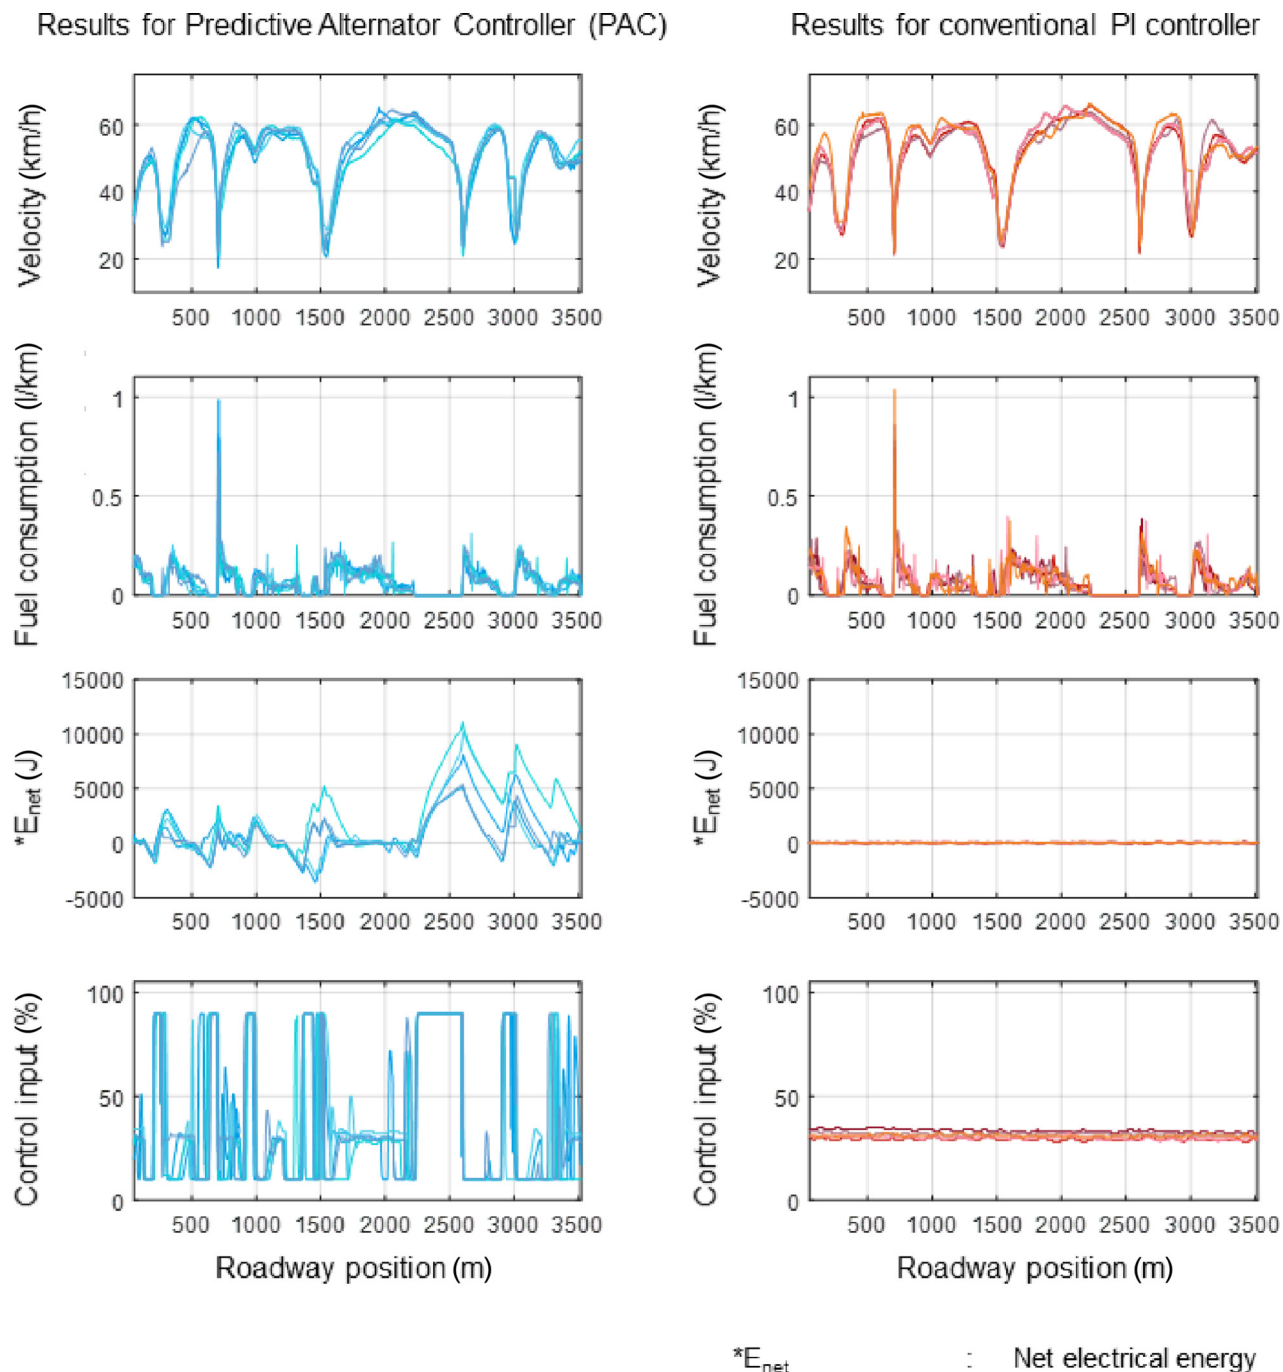 Results for Predictive Alternator Controller (PAC)
Velocity (km/h)
60
40
20
500 1000 1500 2000 2500 3000 3500
Fuel consumption (l/km)
1
0.5
0
500 1000 1500 2000 2500 3000 3500
*Enet (J)
15000
10000
5000
0
-5000
500 1000 1500 2000 2500 3000 3500
Control input (%)
100
50
0
500 1000 1500 2000 2500 3000 3500
Roadway position (m)
Results for conventional PI controller
Velocity (km/h)
60
40
20
500 1000 1500 2000 2500 3000 3500
Fuel consumption (l/km)
1
0.5
0
500 1000 1500 2000 2500 3000 3500
*Enet (J)
15000
10000
5000
0
-5000
500 1000 1500 2000 2500 3000 3500
Control input (%)
100
50
0
500 1000 1500 2000 2500 3000 3500
Roadway position (m)
*Enet : Net electrical energy